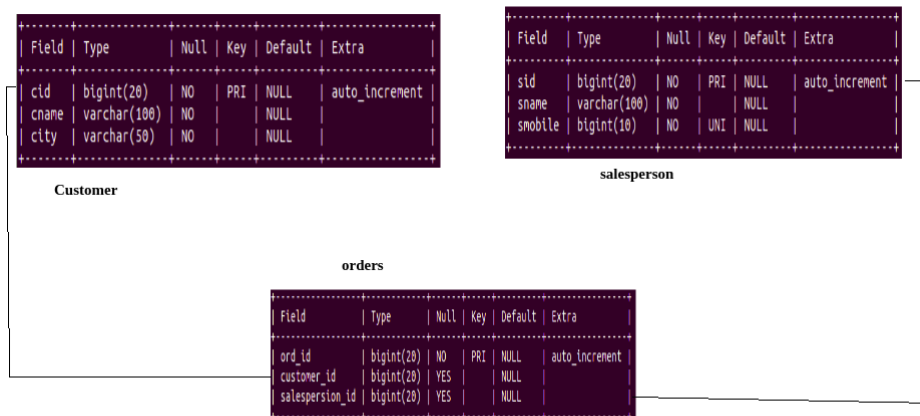 | Field | Type | Null | Key | Default | Extra |
| cid | bigint(20) | NO | PRI | NULL | auto_increment |
| cname | varchar(100) | NO | | NULL | |
| city | varchar(50) | NO | | NULL | |
Customer
| Field | Type | Null | Key | Default | Extra |
| sid | bigint(20) | NO | PRI | NULL | auto_increment |
| sname | varchar(100) | NO | | NULL | |
| smobile | bigint(10) | NO | UNI | NULL | |
salesperson
orders
| Field | Type | Null | Key | Default | Extra |
| ord_id | bigint(20) | NO | PRI | NULL | auto_increment |
| customer_id | bigint(20) | YES | | NULL | |
| salespersion_id | bigint(20) | YES | | NULL | |